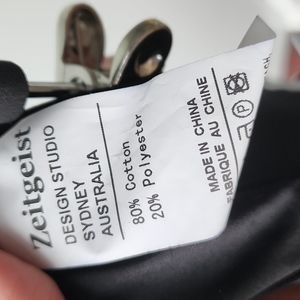 Zeitgeist
DESIGN STUDIO
SYDNEY
AUSTRALIA
80% Cotton
20% Polyester
MADE IN CHINA
FABRIQUE AU CHINE
P